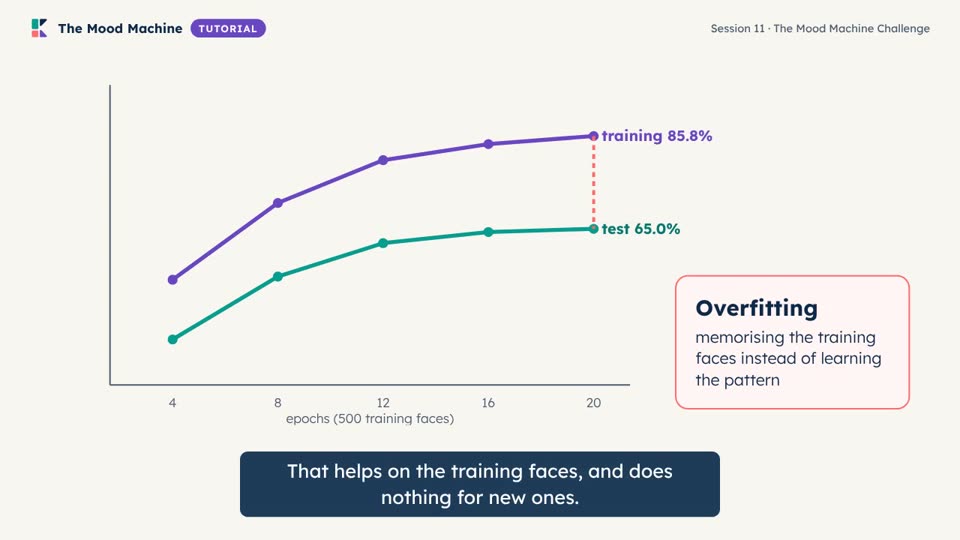 The Mood Machine TUTORIAL
Session 11 · The Mood Machine Challenge
training 85.8%
test 65.0%
Overfitting
memorising the training
faces instead of learning
the pattern
4 8 12 16 20
epochs (500 training faces)
That helps on the training faces, and does
nothing for new ones.